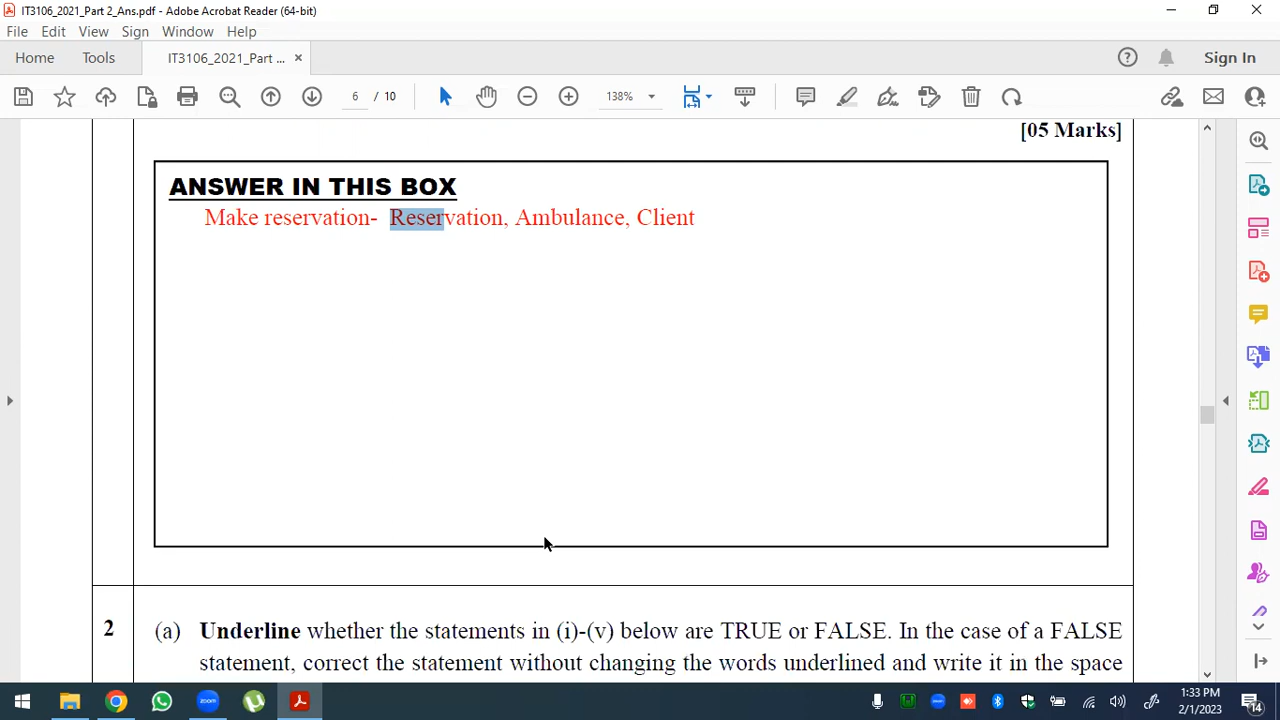 IT3106_2021_Part 2_Ans.pdf - Adobe Acrobat Reader (64-bit)
File Edit View Sign Window Help
Home Tools IT3106_2021_Part ... × Sign In
6 / 10 138%
[05 Marks]
ANSWER IN THIS BOX
Make reservation- Reservation, Ambulance, Client
2 (a) Underline whether the statements in (i)-(v) below are TRUE or FALSE. In the case of a FALSE
statement, correct the statement without changing the words underlined and write it in the space
zoom
1:33 PM
2/1/2023
14